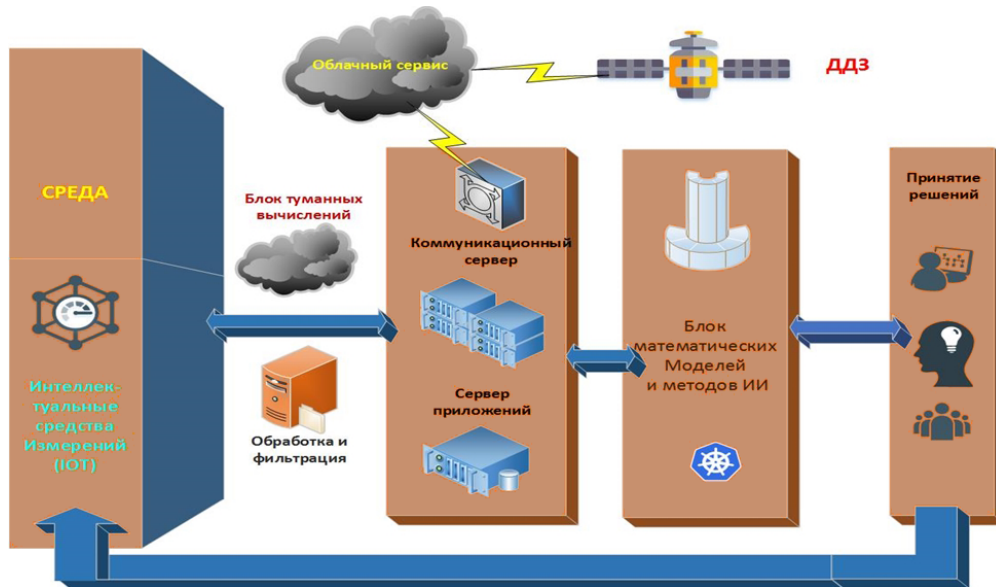 Облачный сервис
ДДЗ
СРЕДА
Блок туманных
вычислений
Принятие
решений
Коммуникационный
сервер
Интеллек-
туальные
средства
Измерений
(IOT)
Обработка и
фильтрация
Сервер
приложений
Блок
математических
Моделей
и методов ИИ